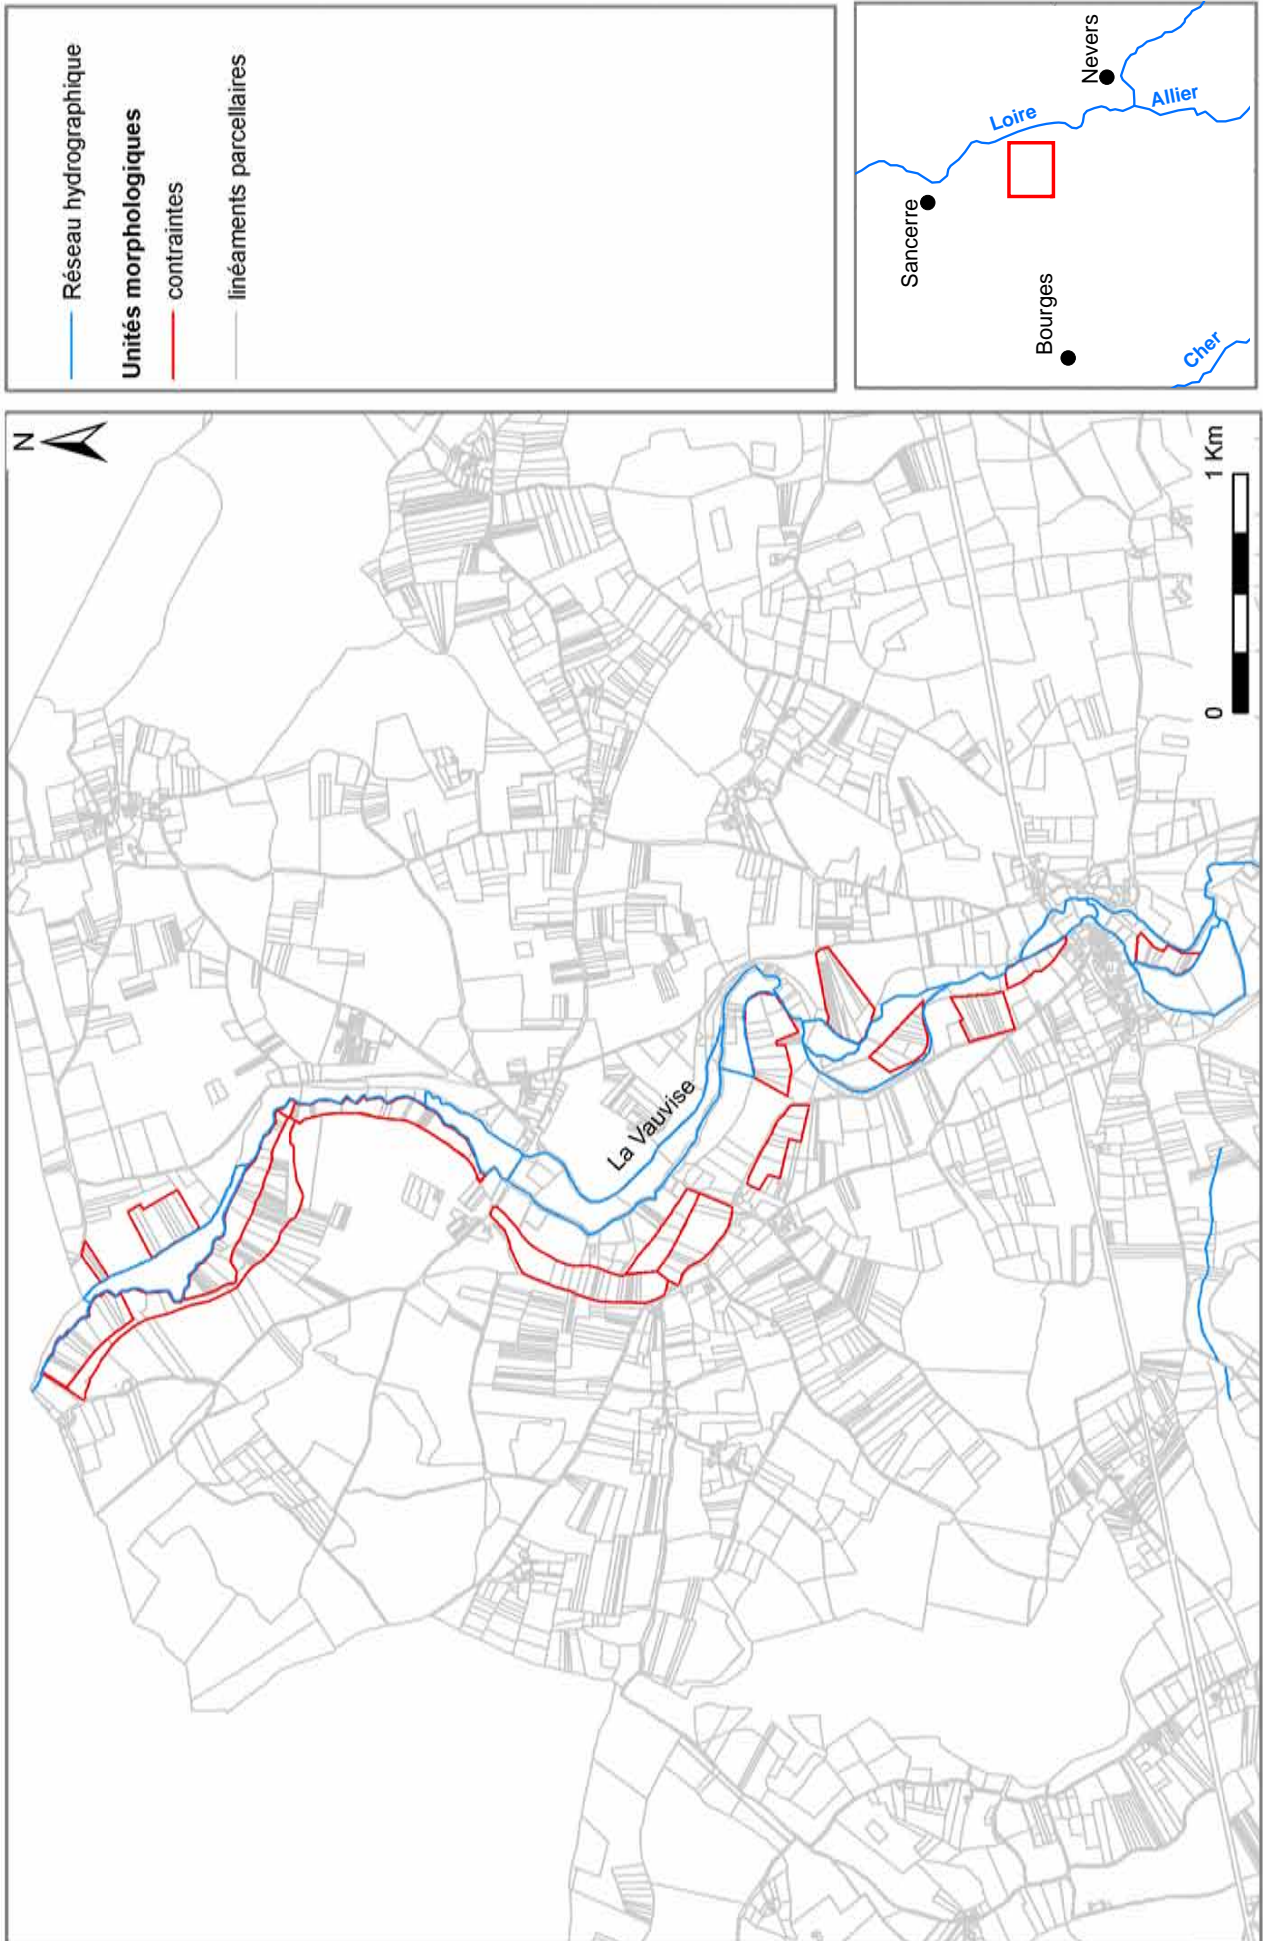 Réseau hydrographique
Unités morphologiques
contraintes
linéaments parcellaires
Nevers
Loire
Allier
Sancerre
Bourges
Cher
N
La Vauvise
0
1 Km